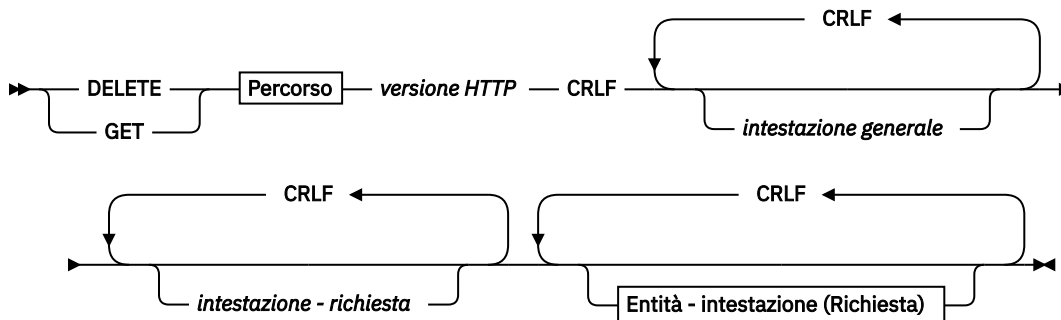 CRLF
DELETE Percorso versione HTTP CRLF
GET intestazione generale
CRLF CRLF
intestazione - richiesta Entità - intestazione (Richiesta)